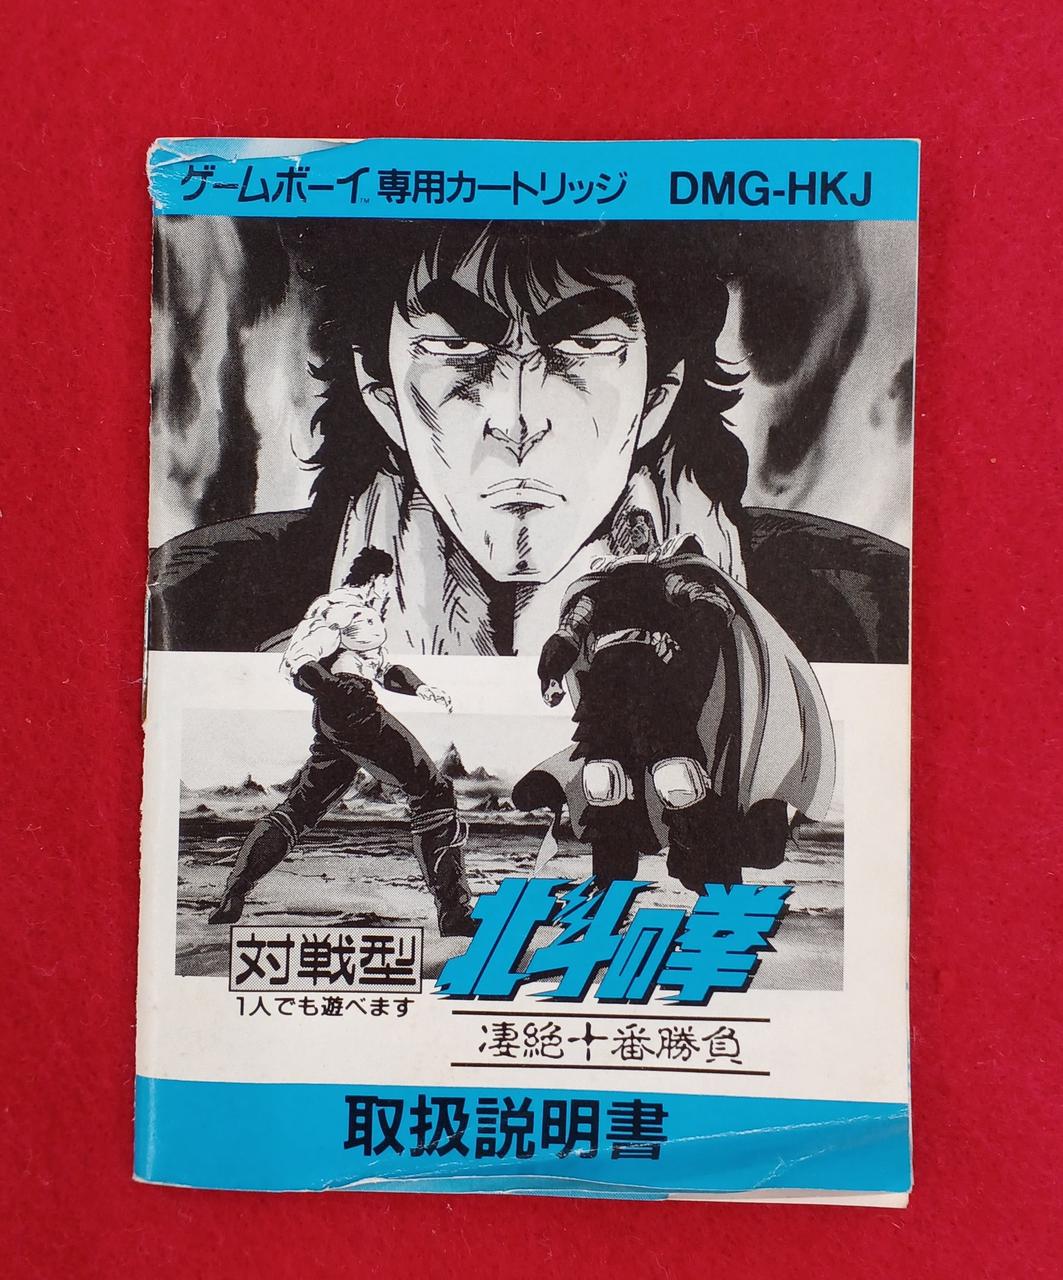 ゲームボーイ™専用カートリッジ DMG-HKJ
対戦型
1人でも遊べます
北斗の拳
凄絶十番勝負
取扱説明書